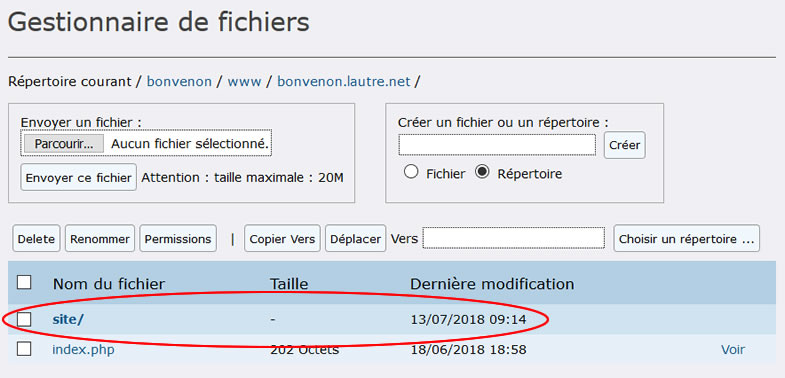 Gestionnaire de fichiers
Répertoire courant / bonvenon / www / bonvenon.lautre.net /
Envoyer un fichier :
Parcourir... Aucun fichier sélectionné.
Envoyer ce fichier Attention : taille maximale : 20M
Créer un fichier ou un répertoire :
Créer
Fichier Répertoire
Delete Renommer Permissions | Copier Vers Déplacer Vers Choisir un répertoire ...
Nom du fichier Taille Dernière modification
site/ - 13/07/2018 09:14
index.php 202 Octets 18/06/2018 18:58 Voir